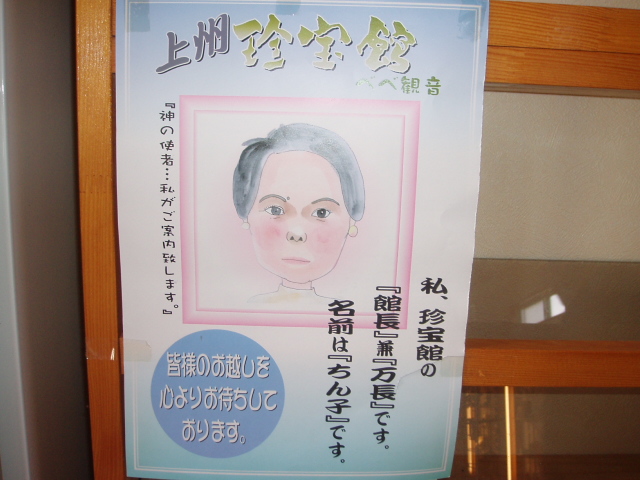 上州 珍宝館
べべ観音
『神の使者…私がご案内致します。』
私、珍宝館の
『館長』兼『万長』です。
名前は『ちん子』です。
皆様のお越しを
心よりお待ちして
おります。